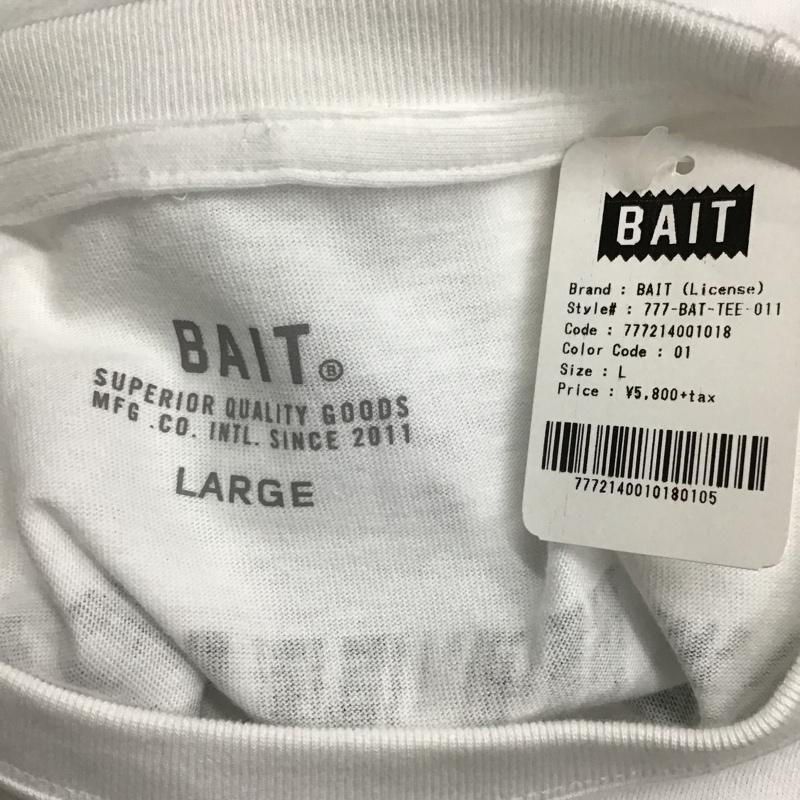 BAIT®
SUPERIOR QUALITY GOODS
MFG .CO. INTL. SINCE 2011
LARGE
BAIT
Brand : BAIT (License)
Style# : 777-BAT-TEE-011
Code : 777214001018
Color Code : 01
Size : L
Price : ¥5,800+tax
7772140010180105